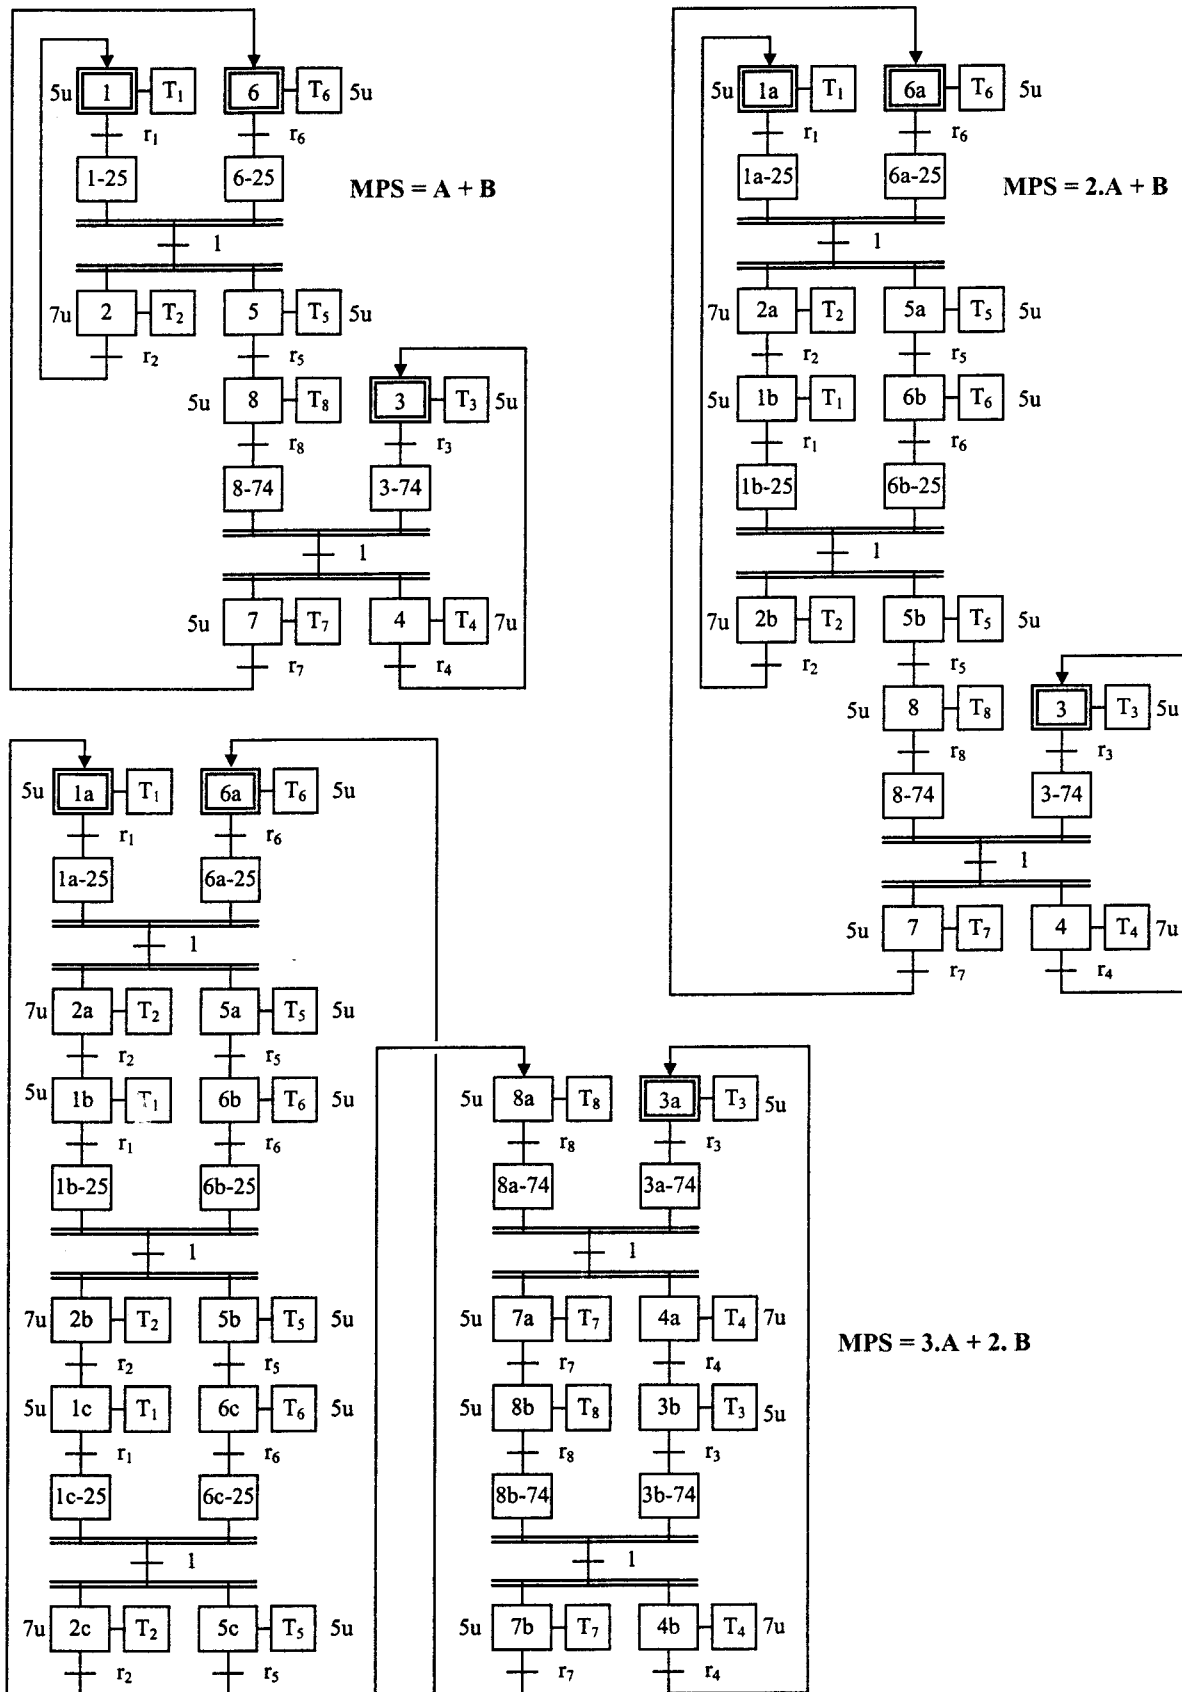 5u 1 T1 6 T6 5u
r1 r6
1-25 6-25
MPS = A + B
1
7u 2 T2 5 T5 5u
r2 r5
5u 8 T8 3 T3 5u
r8 r3
8-74 3-74
1
5u 7 T7 4 T4 7u
r7 r4
5u 1a T1 6a T6 5u
r1 r6
1a-25 6a-25
MPS = 2.A + B
1
7u 2a T2 5a T5 5u
r2 r5
5u 1b T1 6b T6 5u
r1 r6
1b-25 6b-25
1
7u 2b T2 5b T5 5u
r2 r5
5u 8 T8 3 T3 5u
r8 r3
8-74 3-74
1
5u 7 T7 4 T4 7u
r7 r4
5u 1a T1 6a T6 5u
r1 r6
1a-25 6a-25
1
7u 2a T2 5a T5 5u
r2 r5
5u 1b T1 6b T6 5u
r1 r6
1b-25 6b-25
1
7u 2b T2 5b T5 5u
r2 r5
5u 1c T1 6c T6 5u
r1 r6
1c-25 6c-25
1
7u 2c T2 5c T5 5u
r2 r5
5u 8a T8 3a T3 5u
r8 r3
8a-74 3a-74
1
5u 7a T7 4a T4 7u
r7 r4
MPS = 3.A + 2. B
5u 8b T8 3b T3 5u
r8 r3
8b-74 3b-74
1
5u 7b T7 4b T4 7u
r7 r4